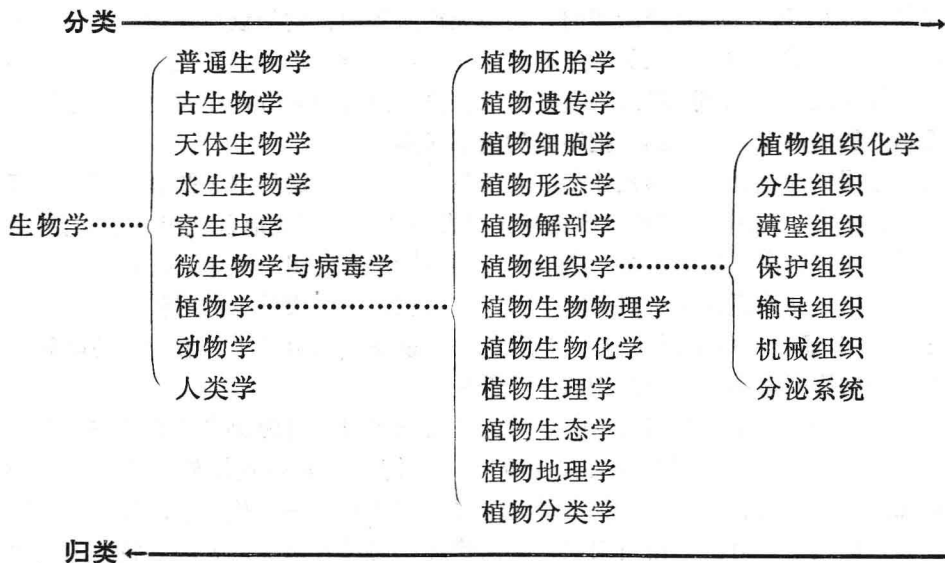 分类
普通生物学
古生物学
天体生物学
水生生物学
生物学
寄生虫学
微生物学与病毒学
植物学
动物学
人类学
植物胚胎学
植物遗传学
植物细胞学
植物形态学
植物解剖学
植物组织学
植物生物物理学
植物生物化学
植物生理学
植物生态学
植物地理学
植物分类学
植物组织化学
分生组织
薄壁组织
保护组织
输导组织
机械组织
分泌系统
归类